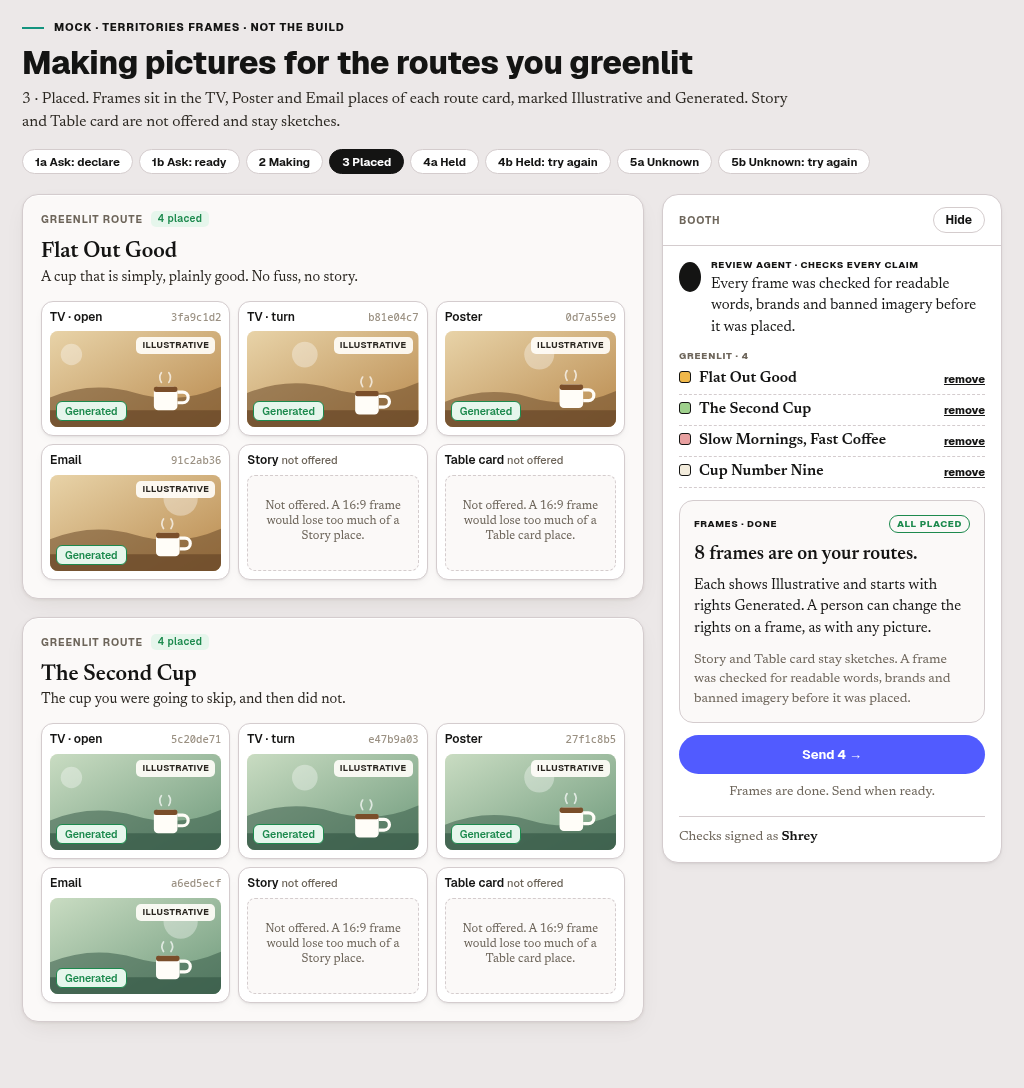 MOCK · TERRITORIES FRAMES · NOT THE BUILD
Making pictures for the routes you greenlit
3 · Placed. Frames sit in the TV, Poster and Email places of each route card, marked Illustrative and Generated. Story
and Table card are not offered and stay sketches.
1a Ask: declare
1b Ask: ready
2 Making
3 Placed
4a Held
4b Held: try again
5a Unknown
5b Unknown: try again
GREENLIT ROUTE 4 placed
Flat Out Good
A cup that is simply, plainly good. No fuss, no story.
TV · open 3fa9c1d2
ILLUSTRATIVE
Generated
TV · turn b81e04c7
ILLUSTRATIVE
Generated
Poster 0d7a55e9
ILLUSTRATIVE
Generated
Email 91c2ab36
ILLUSTRATIVE
Generated
Story not offered
Not offered. A 16:9 frame
would lose too much of a
Story place.
Table card not offered
Not offered. A 16:9 frame
would lose too much of a
Table card place.
GREENLIT ROUTE 4 placed
The Second Cup
The cup you were going to skip, and then did not.
TV · open 5c20de71
ILLUSTRATIVE
Generated
TV · turn e47b9a03
ILLUSTRATIVE
Generated
Poster 27f1c8b5
ILLUSTRATIVE
Generated
Email a6ed5ecf
ILLUSTRATIVE
Generated
Story not offered
Not offered. A 16:9 frame
would lose too much of a
Story place.
Table card not offered
Not offered. A 16:9 frame
would lose too much of a
Table card place.
BOOTH Hide
REVIEW AGENT · CHECKS EVERY CLAIM
Every frame was checked for readable
words, brands and banned imagery before
it was placed.
GREENLIT · 4
Flat Out Good remove
The Second Cup remove
Slow Mornings, Fast Coffee remove
Cup Number Nine remove
FRAMES · DONE ALL PLACED
8 frames are on your routes.
Each shows Illustrative and starts with
rights Generated. A person can change the
rights on a frame, as with any picture.
Story and Table card stay sketches. A frame
was checked for readable words, brands and
banned imagery before it was placed.
Send 4 →
Frames are done. Send when ready.
Checks signed as Shrey